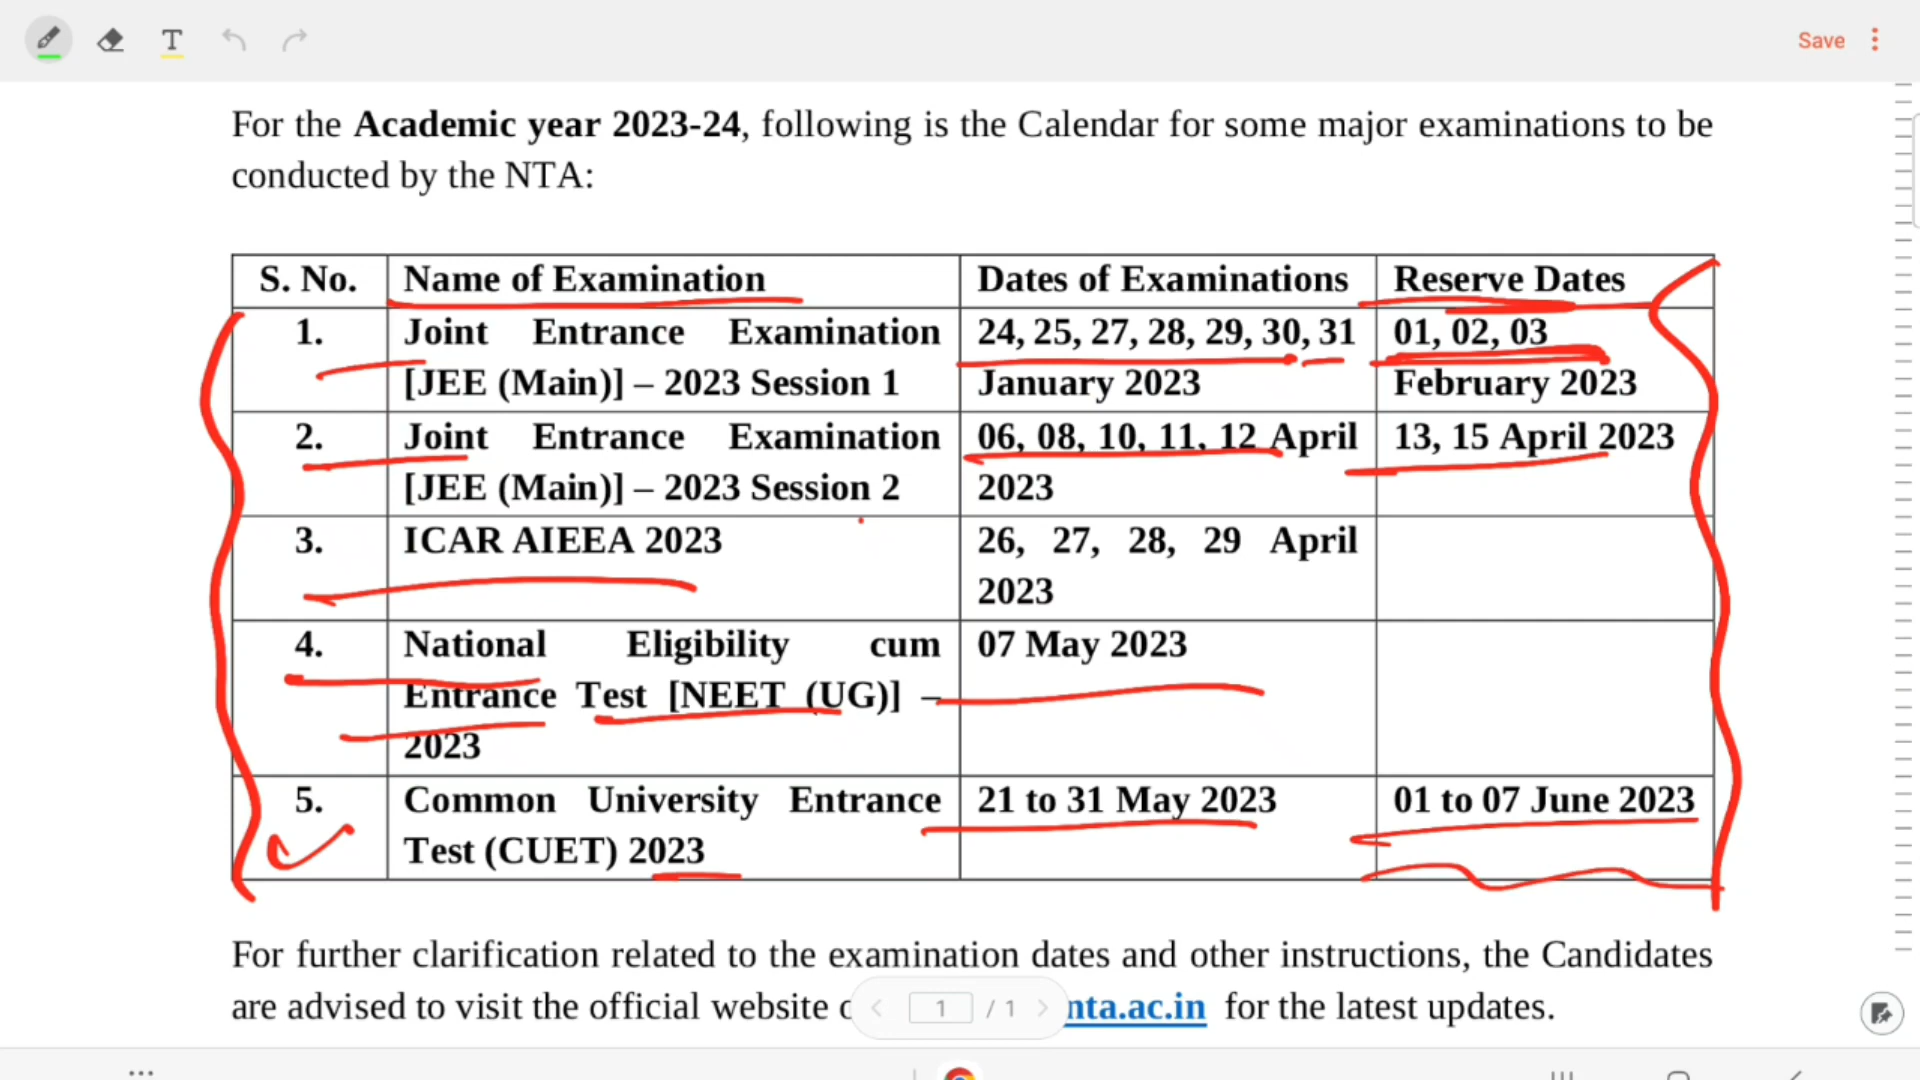 T
Save
For the Academic year 2023-24, following is the Calendar for some major examinations to be
conducted by the NTA:
S. No. Name of Examination Dates of Examinations Reserve Dates
1. Joint Entrance Examination 24, 25, 27, 28, 29, 30, 31 01, 02, 03
[JEE (Main)] – 2023 Session 1 January 2023 February 2023
2. Joint Entrance Examination 06, 08, 10, 11, 12 April 13, 15 April 2023
[JEE (Main)] – 2023 Session 2 2023
3. ICAR AIEEA 2023 26, 27, 28, 29 April
2023
4. National Eligibility cum 07 May 2023
Entrance Test [NEET (UG)] –
2023
5. Common University Entrance 21 to 31 May 2023 01 to 07 June 2023
Test (CUET) 2023
For further clarification related to the examination dates and other instructions, the Candidates
are advised to visit the official website nta.ac.in for the latest updates.
1 / 1